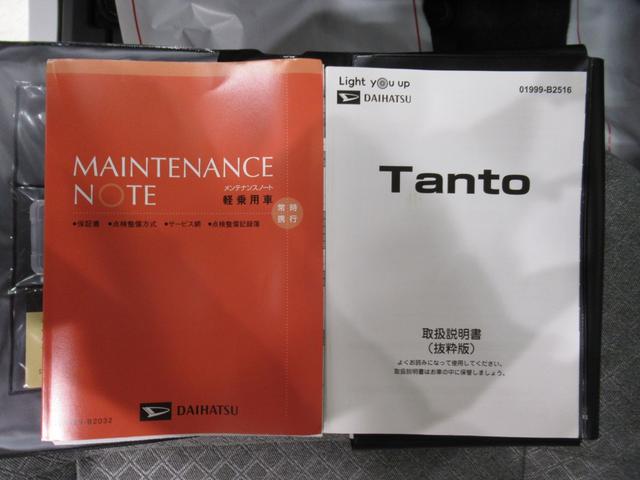 MAINTENANCE
NOTE
メンテナンスノート
軽乗用車
常時
携行
●保証書 ●点検整備方式 ●サービス網 ●点検整備記録簿
DAIHATSU
-B2032
Light you up
DAIHATSU
01999-B2516
Tanto
取扱説明書
（抜粋版）
よくお読みになって使用してください。
取扱説明書はお車の中に保管しましょう。